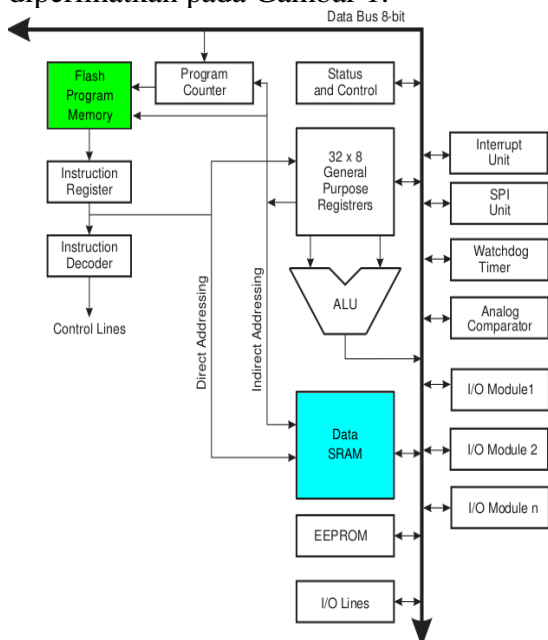 diperlihatkan pada Gambar 1.
Data Bus 8-bit
Flash
Program
Memory
Program
Counter
Status
and Control
Instruction
Register
32 x 8
General
Purpose
Registrers
Interrupt
Unit
SPI
Unit
Instruction
Decoder
Watchdog
Timer
ALU
Control Lines
Analog
Comparator
Direct Addressing
Indirect Addressing
I/O Module1
Data
SRAM
I/O Module 2
I/O Module n
EEPROM
I/O Lines